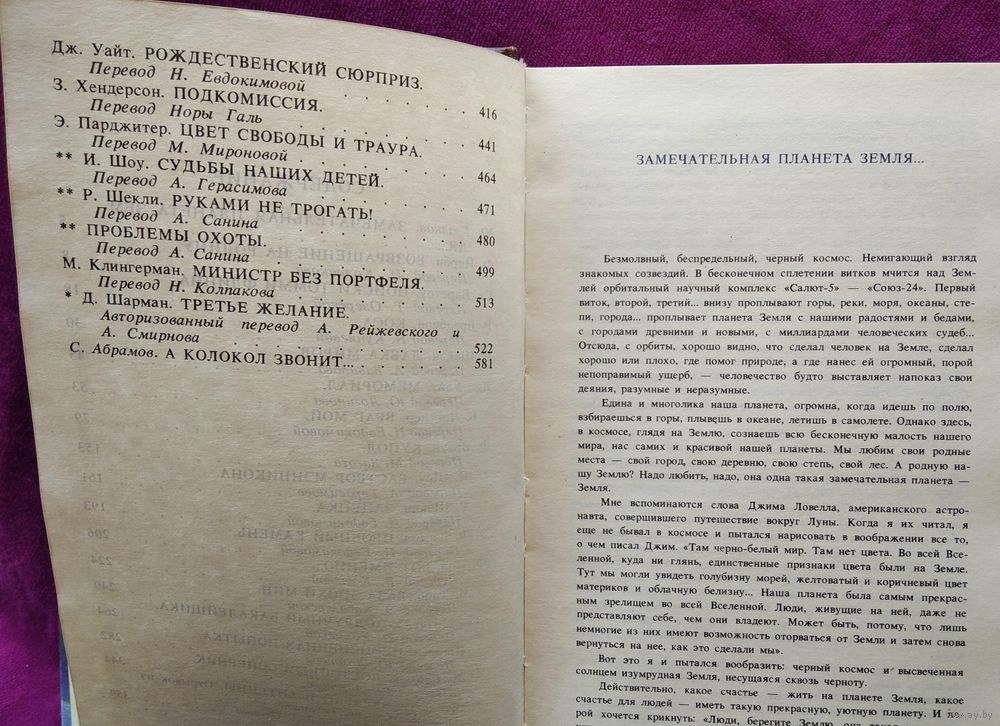 Дж. Уайт. РОЖДЕСТВЕНСКИЙ СЮРПРИЗ.
Перевод Н. Евдокимовой . . . . . . 416
З. Хендерсон. ПОДКОМИССИЯ.
Перевод Норы Галь . . . . . . 441
Э. Парджитер. ЦВЕТ СВОБОДЫ И ТРАУРА.
Перевод М. Мироновой . . . . . . 464
** И. Шоу. СУДЬБЫ НАШИХ ДЕТЕЙ.
Перевод А. Герасимова . . . . . . 471
** Р. Шекли. РУКАМИ НЕ ТРОГАТЬ!
Перевод А. Санина . . . . . . 480
** ПРОБЛЕМЫ ОХОТЫ.
Перевод А. Санина . . . . . . 499
М. Клингерман. МИНИСТР БЕЗ ПОРТФЕЛЯ.
Перевод Н. Колпакова . . . . . . 513
* Д. Шарман. ТРЕТЬЕ ЖЕЛАНИЕ.
Авторизованный перевод А. Рейжевского и
А. Смирнова . . . . . . 522
С. Абрамов. А КОЛОКОЛ ЗВОНИТ... . . . . 581
ЗАМЕЧАТЕЛЬНАЯ ПЛАНЕТА ЗЕМЛЯ...
Безмолвный, беспредельный, черный космос. Немигающий взгляд
знакомых созвездий. В бесконечном сплетении витков мчится над Зем-
лей орбитальный научный комплекс «Салют-5» — «Союз-24». Первый
виток, второй, третий... внизу проплывают горы, реки, моря, океаны, сте-
пи, города... проплывает планета Земля с нашими радостями и бедами,
с городами древними и новыми, с миллиардами человеческих судеб...
Отсюда, с орбиты, хорошо видно, что сделал человек на Земле, сделал
хорошо или плохо, где помог природе, а где нанес ей огромный, порой
непоправимый ущерб, — человечество будто выставляет напоказ свои
деяния, разумные и неразумные.
Едина и многолика наша планета, огромна, когда идешь по полю,
взбираешься в горы, плывешь в океане, летишь в самолете. Однако здесь,
в космосе, глядя на Землю, сознаешь всю бесконечную малость нашего
мира, нас самих и красивой нашей планеты. Мы любим свои родные
места — свой город, свою деревню, свою степь, свой лес. А родную на-
шу Землю? Надо любить, надо, она одна такая замечательная планета —
Земля.
Мне вспоминаются слова Джима Ловелла, американского астро-
навта, совершившего путешествие вокруг Луны. Когда я их читал, я
еще не бывал в космосе и пытался нарисовать в воображении все то,
о чем писал Джим. «Там черно-белый мир. Там нет цвета. Во всей Все-
ленной, куда ни глянь, единственные признаки цвета были на Земле.
Тут мы могли увидеть голубизну морей, желтоватый и коричневый цвет
материков и облачную белизну... Наша планета была самым прекрас-
ным зрелищем во всей Вселенной. Люди, живущие на ней, даже не
представляют себе, чем они владеют. Может быть, потому, что лишь
немногие из них имеют возможность оторваться от Земли и затем снова
вернуться на нее, как это сделали мы».
Вот это я и пытался вообразить: черный космос и высвеченная
солнцем изумрудная Земля, несущаяся сквозь черноту.
Действительно, какое счастье — жить на планете Земля, какое
счастье для людей — иметь такую прекрасную, уютную планету. И по-
рой хочется крикнуть: «Люди, берегите Землю, она